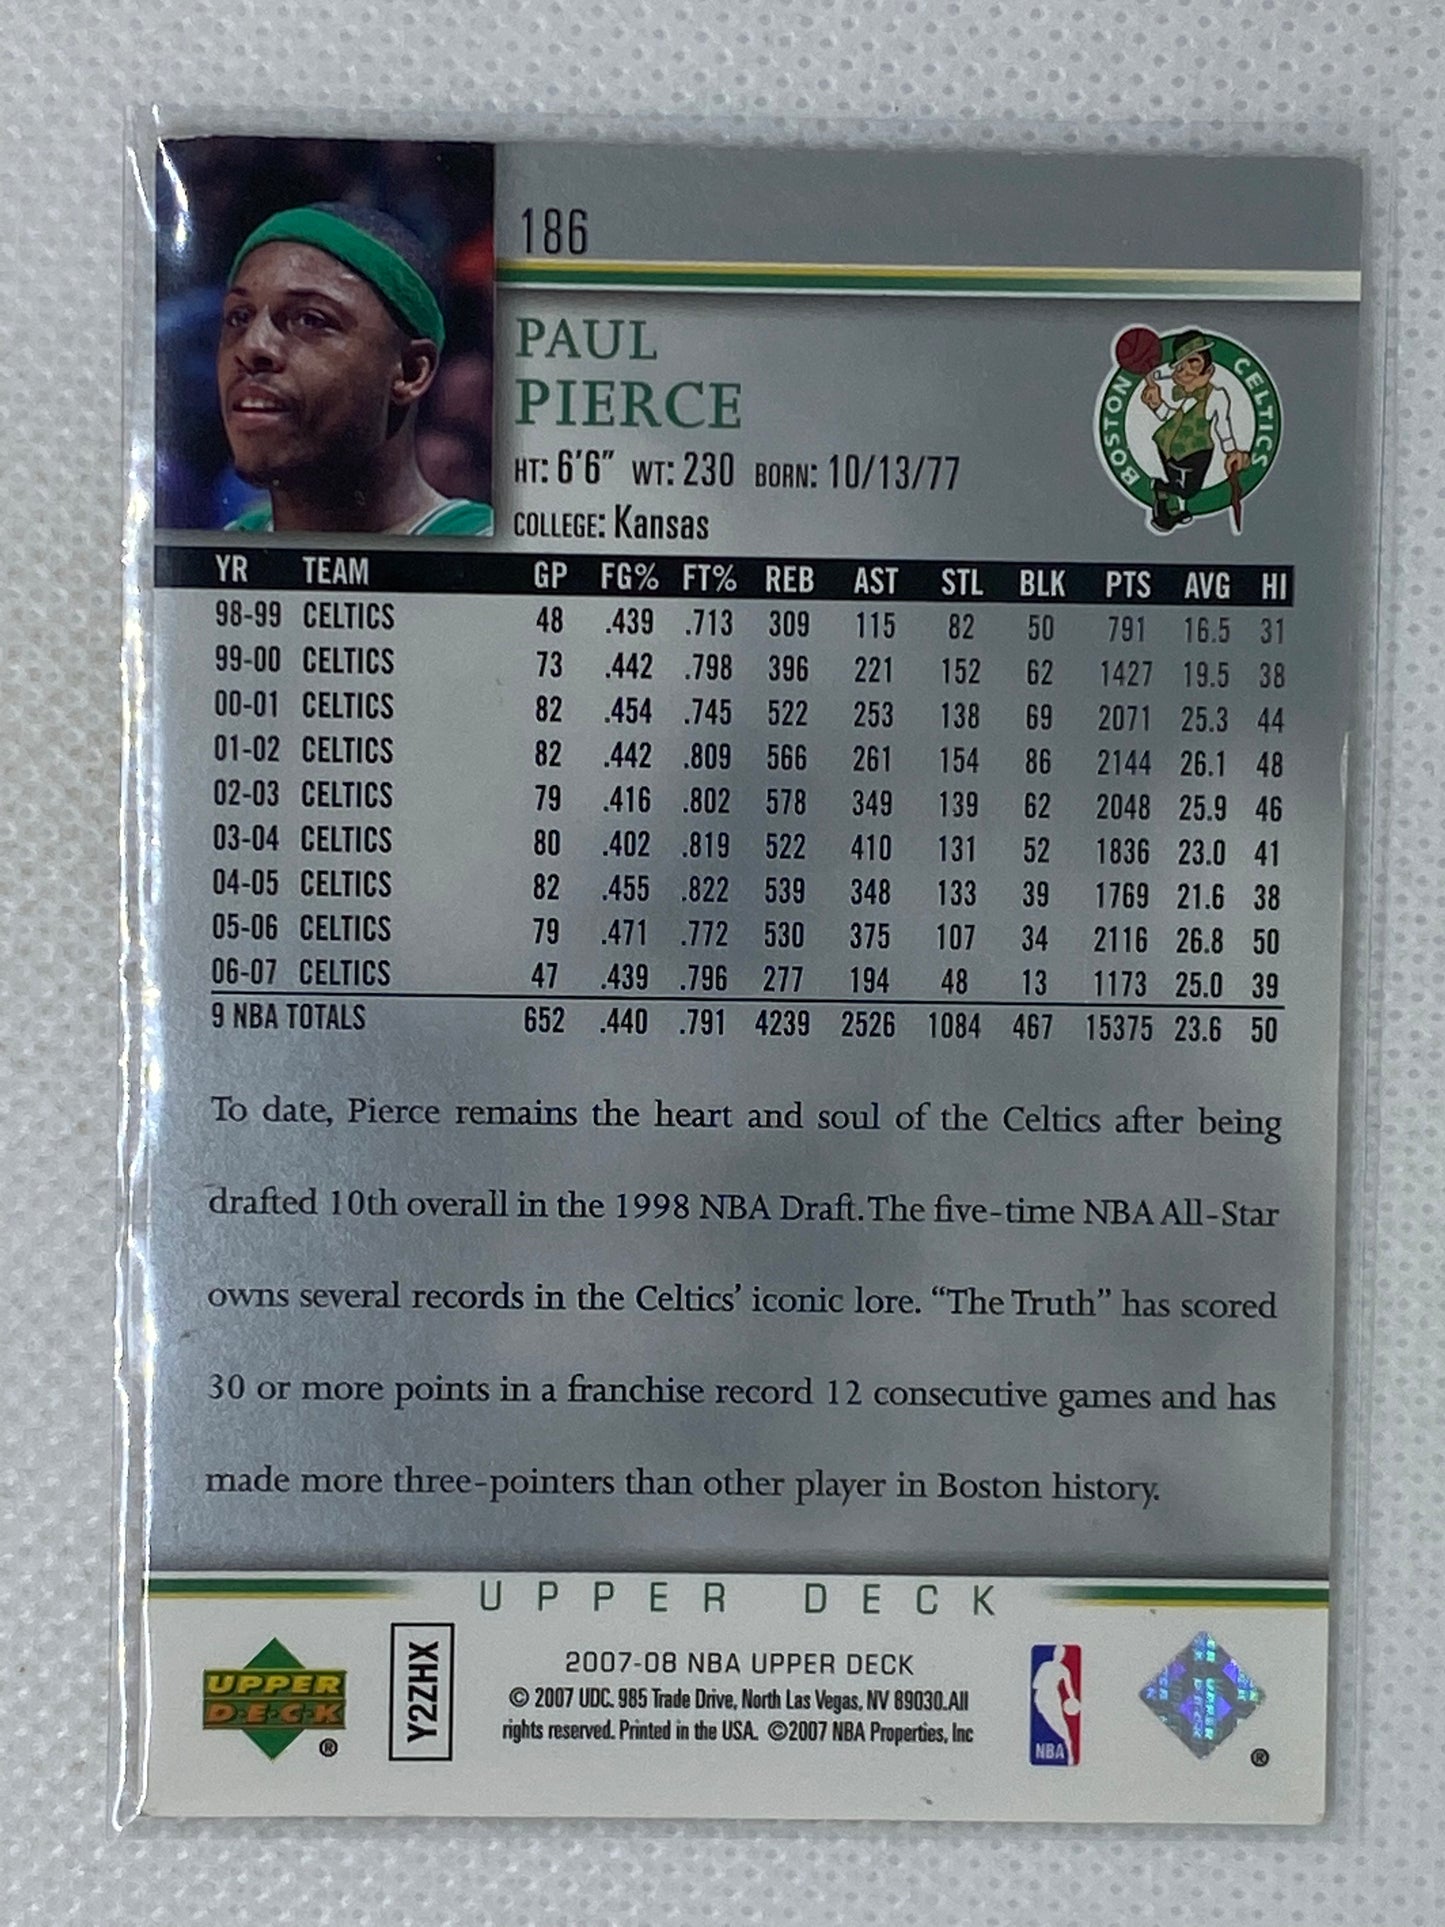 186
PAUL
PIERCE
HT: 6'6" WT: 230 BORN: 10/13/77
COLLEGE: Kansas
BOSTON CELTICS
YR TEAM GP FG% FT% REB AST STL BLK PTS AVG HI
98-99 CELTICS 48 .439 .713 309 115 82 50 791 16.5 31
99-00 CELTICS 73 .442 .798 396 221 152 62 1427 19.5 38
00-01 CELTICS 82 .454 .745 522 253 138 69 2071 25.3 44
01-02 CELTICS 82 .442 .809 566 261 154 86 2144 26.1 48
02-03 CELTICS 79 .416 .802 578 349 139 62 2048 25.9 46
03-04 CELTICS 80 .402 .819 522 410 131 52 1836 23.0 41
04-05 CELTICS 82 .455 .822 539 348 133 39 1769 21.6 38
05-06 CELTICS 79 .471 .772 530 375 107 34 2116 26.8 50
06-07 CELTICS 47 .439 .796 277 194 48 13 1173 25.0 39
9 NBA TOTALS 652 .440 .791 4239 2526 1084 467 15375 23.6 50
To date, Pierce remains the heart and soul of the Celtics after being
drafted 10th overall in the 1998 NBA Draft. The five-time NBA All-Star
owns several records in the Celtics' iconic lore. "The Truth" has scored
30 or more points in a franchise record 12 consecutive games and has
made more three-pointers than other player in Boston history.
UPPER DECK
UPPER
DECK
®
Y2ZHX
2007-08 NBA UPPER DECK
© 2007 UDC. 985 Trade Drive, North Las Vegas, NV 89030. All
rights reserved. Printed in the USA. ©2007 NBA Properties, Inc
NBA
®